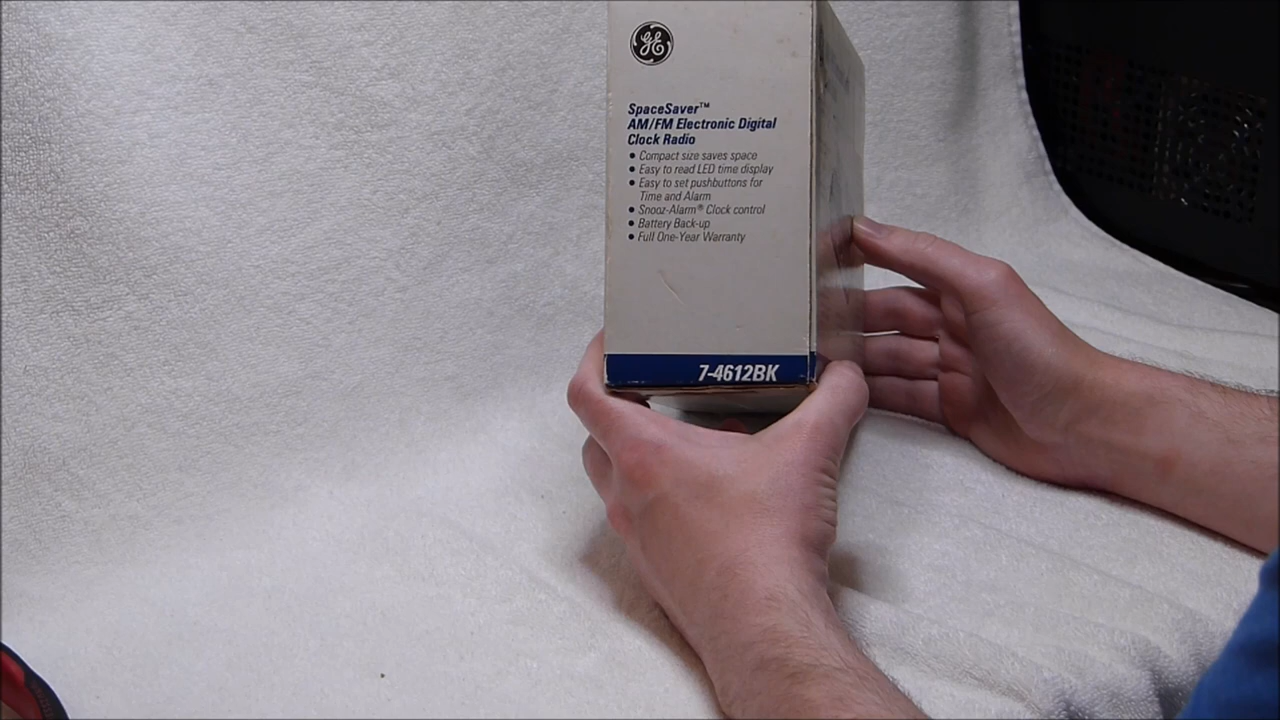 GE
SpaceSaver™
AM/FM Electronic Digital
Clock Radio
• Compact size saves space
• Easy to read LED time display
• Easy to set pushbuttons for
Time and Alarm
• Snooz-Alarm® Clock control
• Battery Back-up
• Full One-Year Warranty
7-4612BK